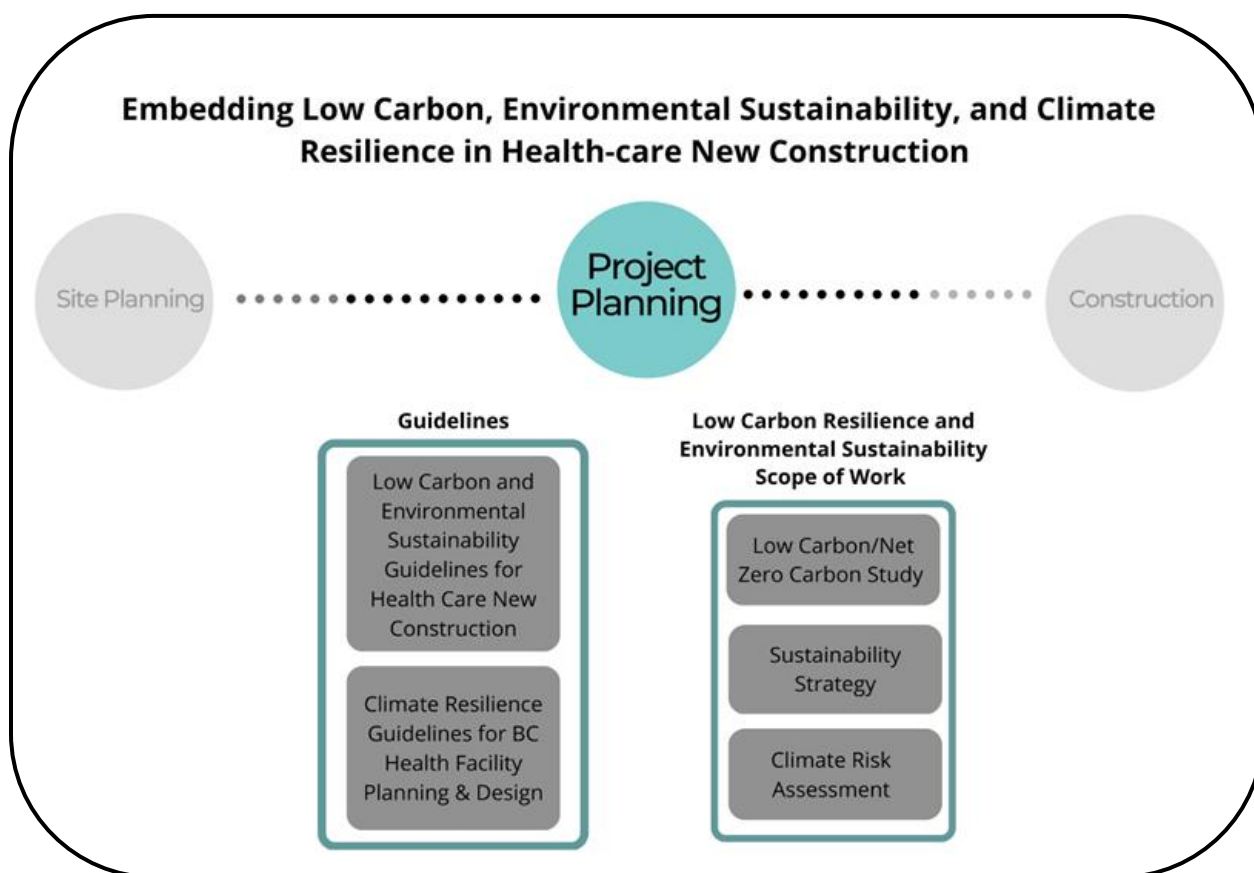 Embedding Low Carbon, Environmental Sustainability, and Climate
Resilience in Health-care New Construction
Site Planning
Project
Planning
Construction
Guidelines
Low Carbon and
Environmental
Sustainability
Guidelines for
Health Care New
Construction
Climate Resilience
Guidelines for BC
Health Facility
Planning & Design
Low Carbon Resilience and
Environmental Sustainability
Scope of Work
Low Carbon/Net
Zero Carbon Study
Sustainability
Strategy
Climate Risk
Assessment